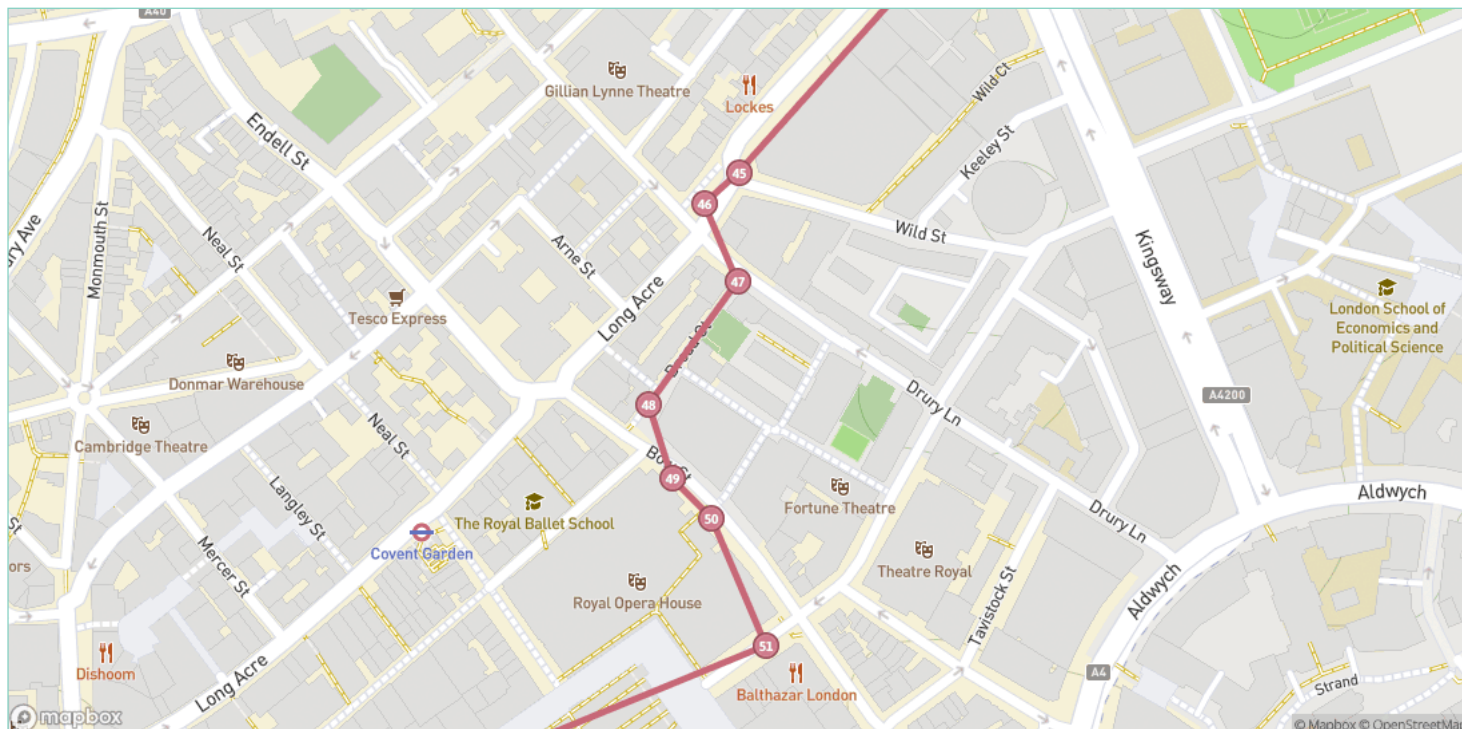 A40
Gillian Lynne Theatre
Lockes
Wild Ct
Endell St
Keeley St
45
46
Monmouth St
Neal St
Wild St
Arne St
ry Ave
Kingsway
47
London School of
Economics and
Political Science
Tesco Express
Long Acre
Donmar Warehouse
Drury Ln
A4200
48
Cambridge Theatre
Neal St
49
Aldwych
Langley St
Fortune Theatre
The Royal Ballet School
50
Drury Ln
St
Covent Garden
Mercer St
Theatre Royal
ors
Royal Opera House
Aldwych
Tavistock St
51
Dishoom
A4
Long Acre
Balthazar London
Strand
mapbox
© Mapbox © OpenStreetMap